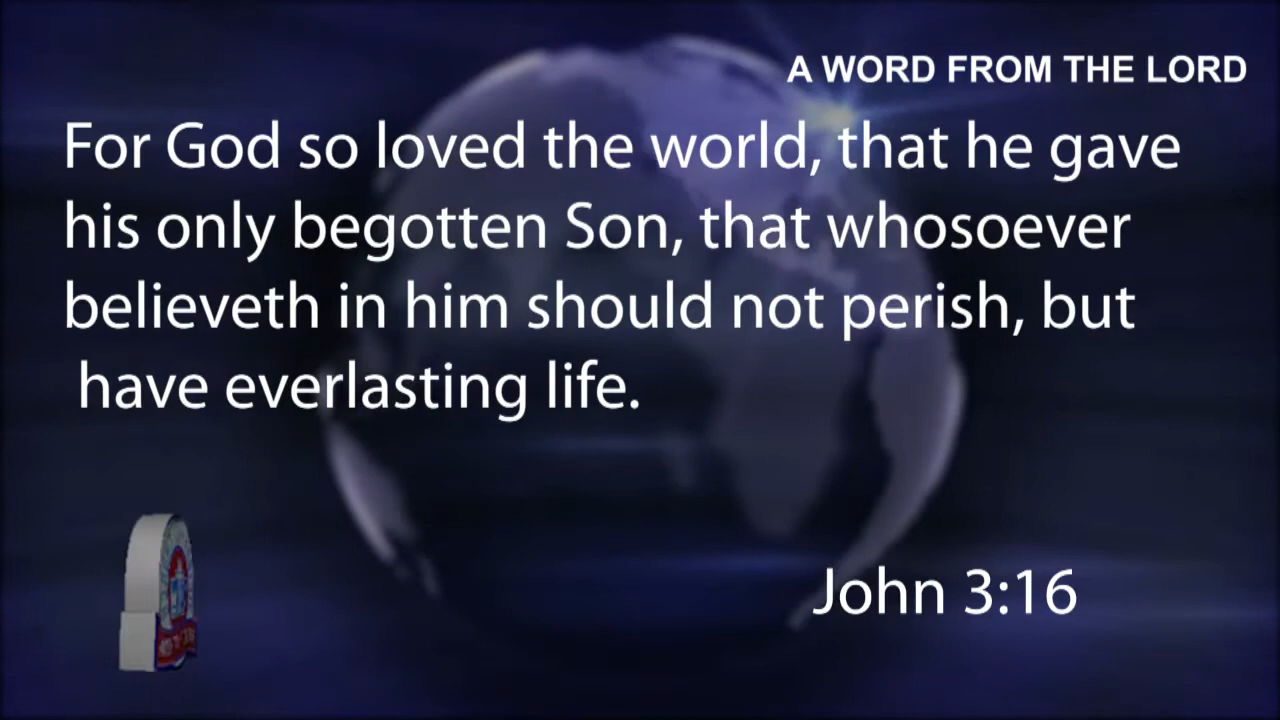 A WORD FROM THE LORD
For God so loved the world, that he gave
his only begotten Son, that whosoever
believeth in him should not perish, but
have everlasting life.
John 3:16